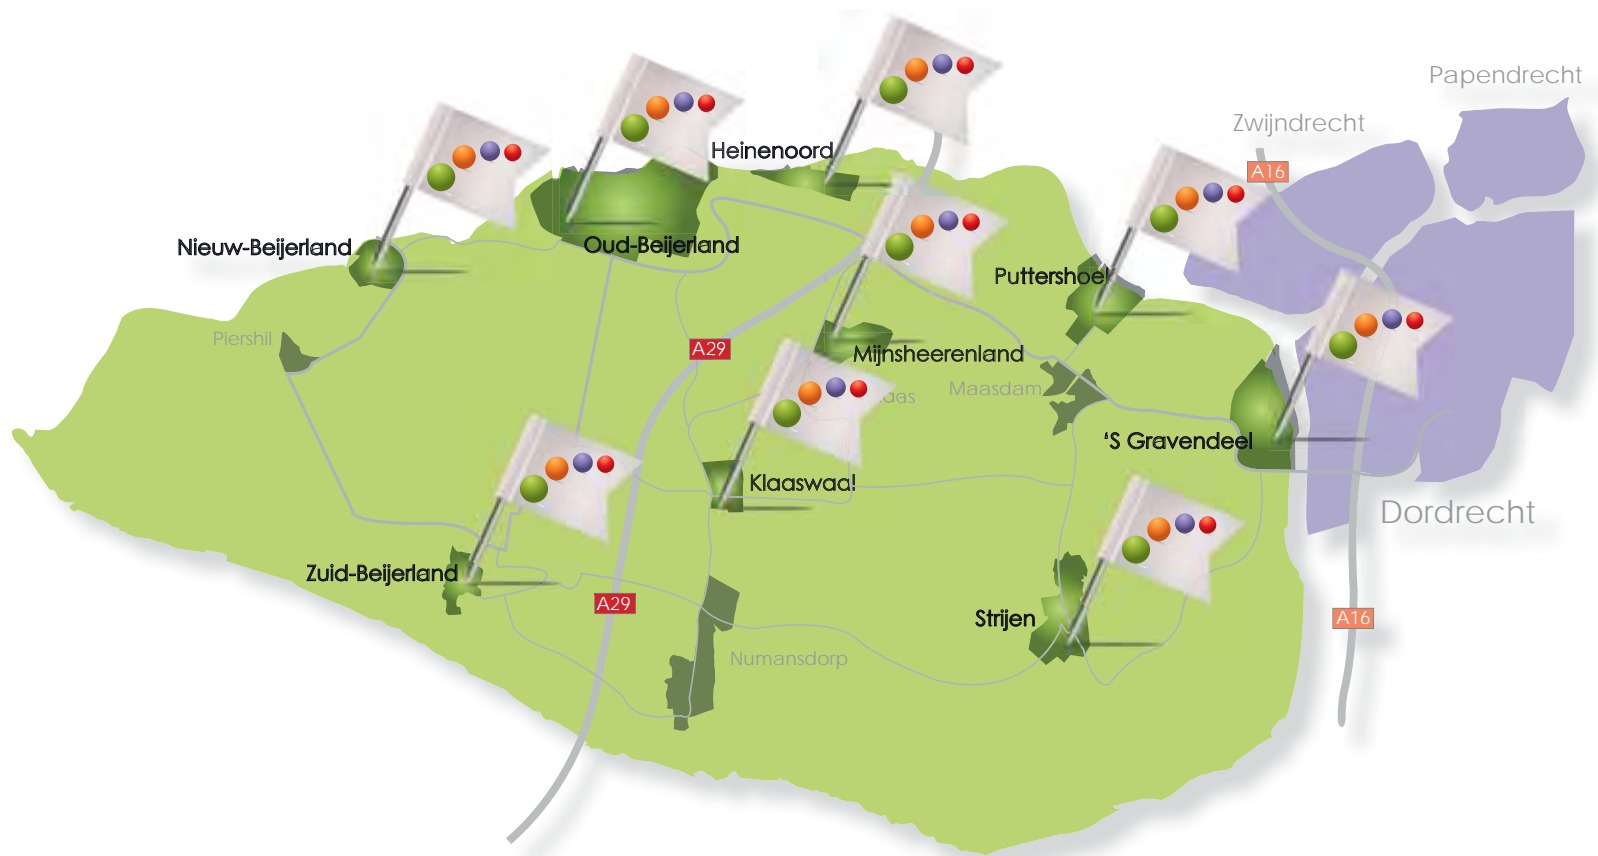 Papendrecht
Zwijndrecht
A16
Heinenoord
Nieuw-Beijerland
Oud-Beijerland
Puttershoe
Piershil
A29
Mijnsheerenland
Maasdam
'S Gravendeel
Klaaswaal
Dordrecht
Zuid-Beijerland
A29
Strijen
A16
Numansdorp